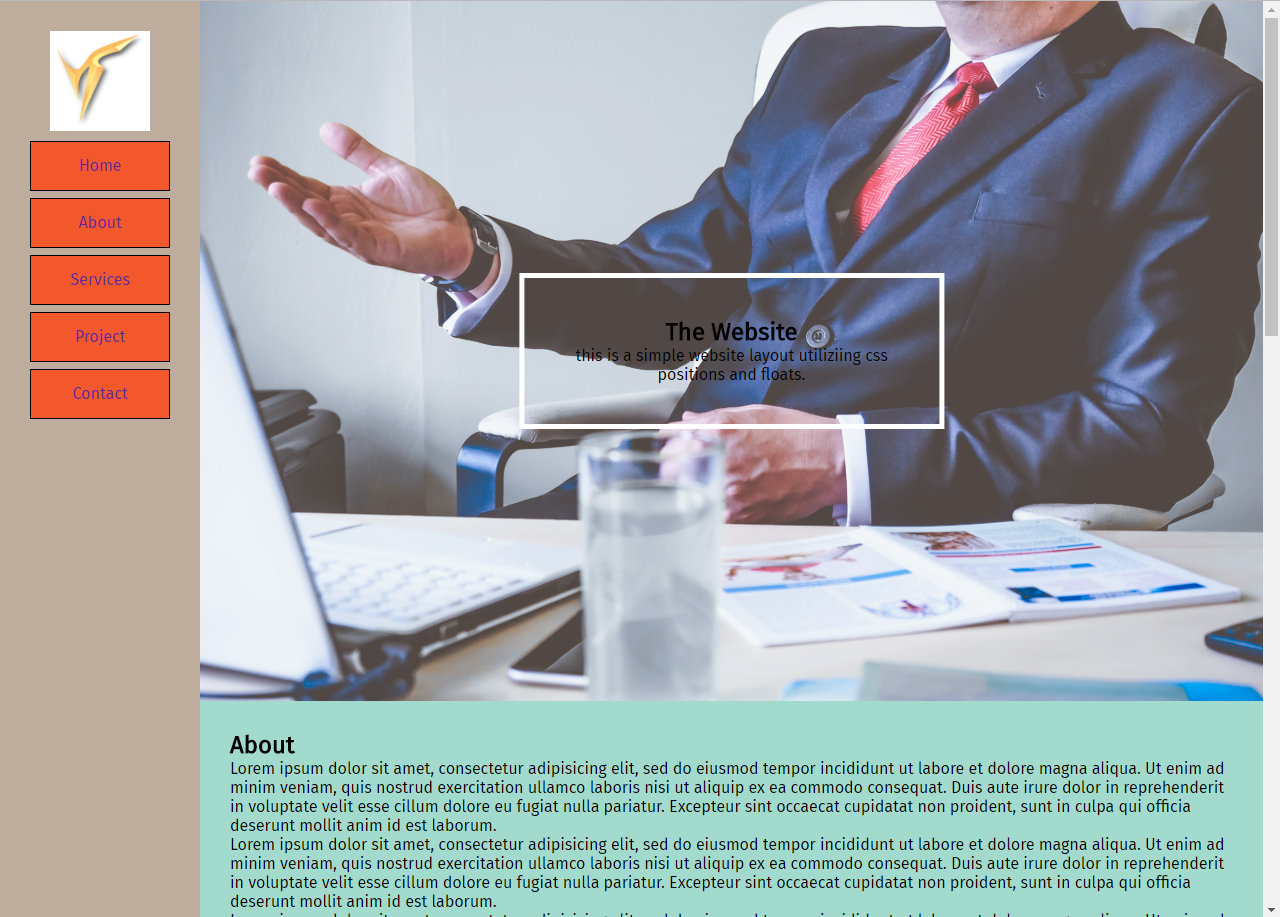 Home
About
Services
Project
Contact
The Website
this is a simple website layout utiliziing css
positions and floats.
About
Lorem ipsum dolor sit amet, consectetur adipisicing elit, sed do eiusmod tempor incididunt ut labore et dolore magna aliqua. Ut enim ad
minim veniam, quis nostrud exercitation ullamco laboris nisi ut aliquip ex ea commodo consequat. Duis aute irure dolor in reprehenderit
in voluptate velit esse cillum dolore eu fugiat nulla pariatur. Excepteur sint occaecat cupidatat non proident, sunt in culpa qui officia
deserunt mollit anim id est laborum.
Lorem ipsum dolor sit amet, consectetur adipisicing elit, sed do eiusmod tempor incididunt ut labore et dolore magna aliqua. Ut enim ad
minim veniam, quis nostrud exercitation ullamco laboris nisi ut aliquip ex ea commodo consequat. Duis aute irure dolor in reprehenderit
in voluptate velit esse cillum dolore eu fugiat nulla pariatur. Excepteur sint occaecat cupidatat non proident, sunt in culpa qui officia
deserunt mollit anim id est laborum.